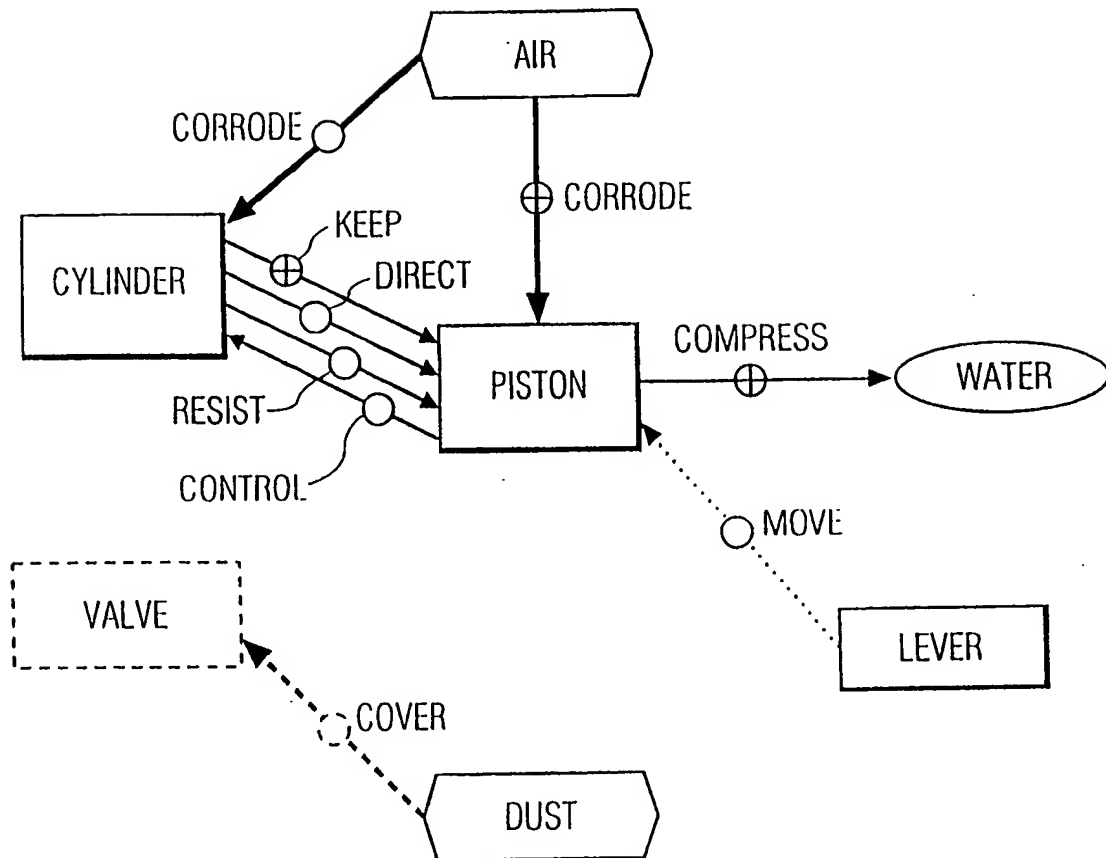 AIR
CORRODE
CORRODE
KEEP
CYLINDER
DIRECT
COMPRESS
PISTON
WATER
RESIST
CONTROL
MOVE
VALVE
LEVER
COVER
DUST